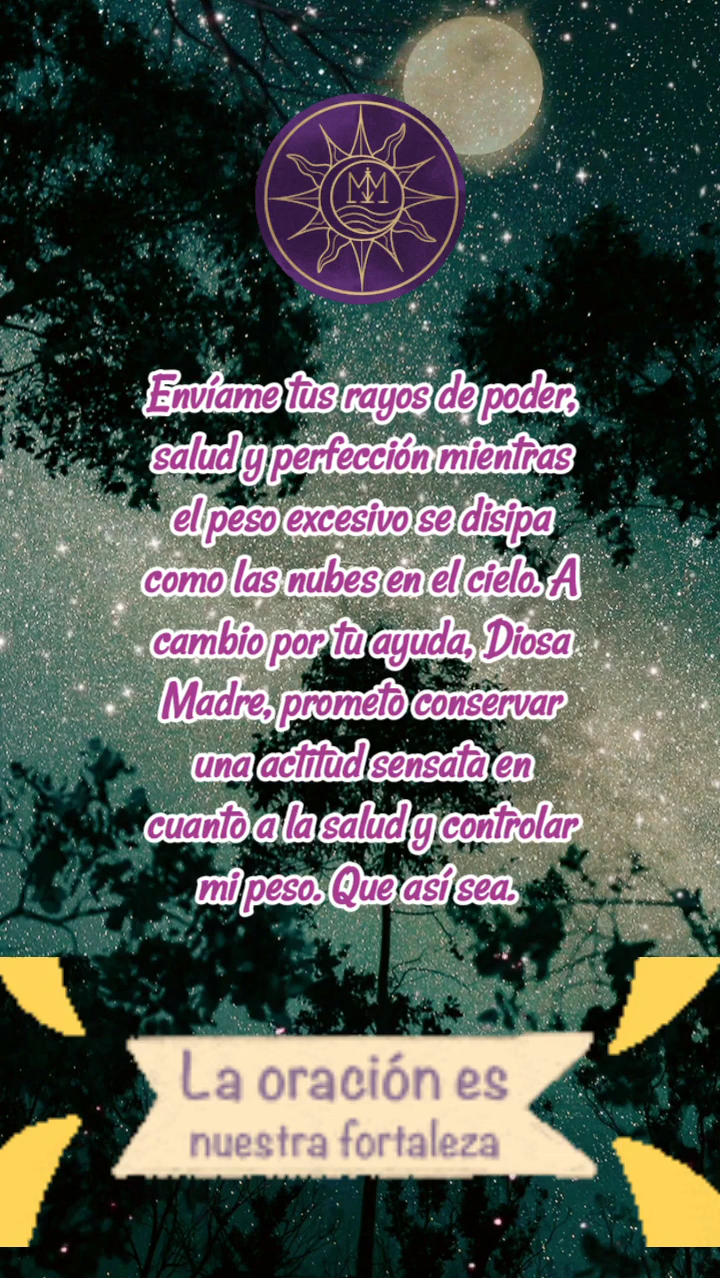 MM
Envíame tus rayos de poder,
salud y perfección mientras
el peso excesivo se disipa
como las nubes en el cielo. A
cambio por tu ayuda, Diosa
Madre, prometo conservar
una actitud sensata en
cuanto a la salud y controlar
mi peso. Que así sea.
La oración es
nuestra fortaleza